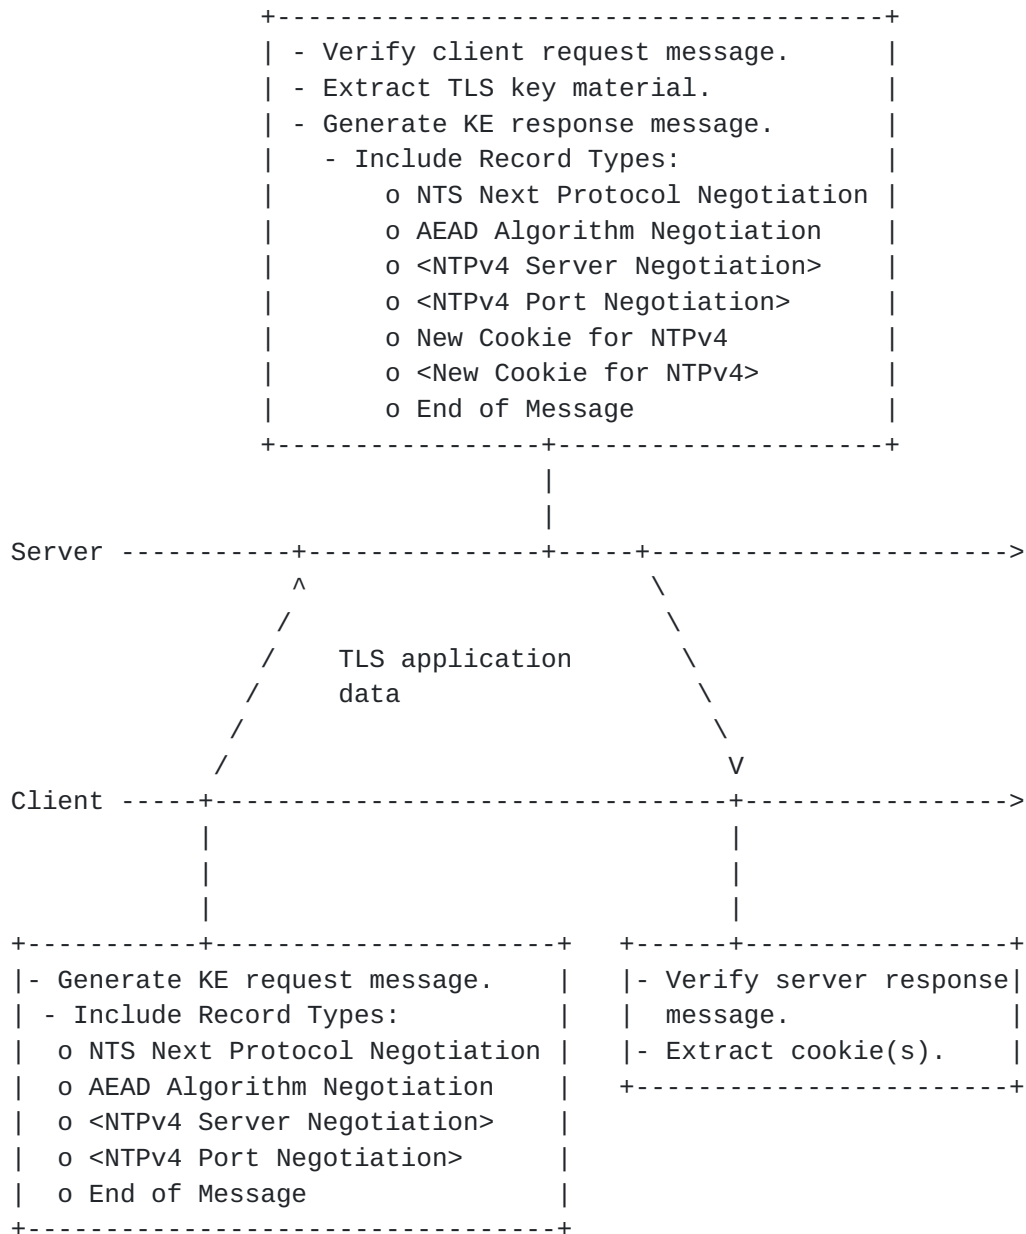 - Verify client request message.
- Extract TLS key material.
- Generate KE response message.
- Include Record Types:
o NTS Next Protocol Negotiation
o AEAD Algorithm Negotiation
o <NTPv4 Server Negotiation>
o <NTPv4 Port Negotiation>
o New Cookie for NTPv4
o <New Cookie for NTPv4>
o End of Message
Server
TLS application
data
Client
- Generate KE request message.
- Include Record Types:
o NTS Next Protocol Negotiation
o AEAD Algorithm Negotiation
o <NTPv4 Server Negotiation>
o <NTPv4 Port Negotiation>
o End of Message
- Verify server response
message.
- Extract cookie(s).